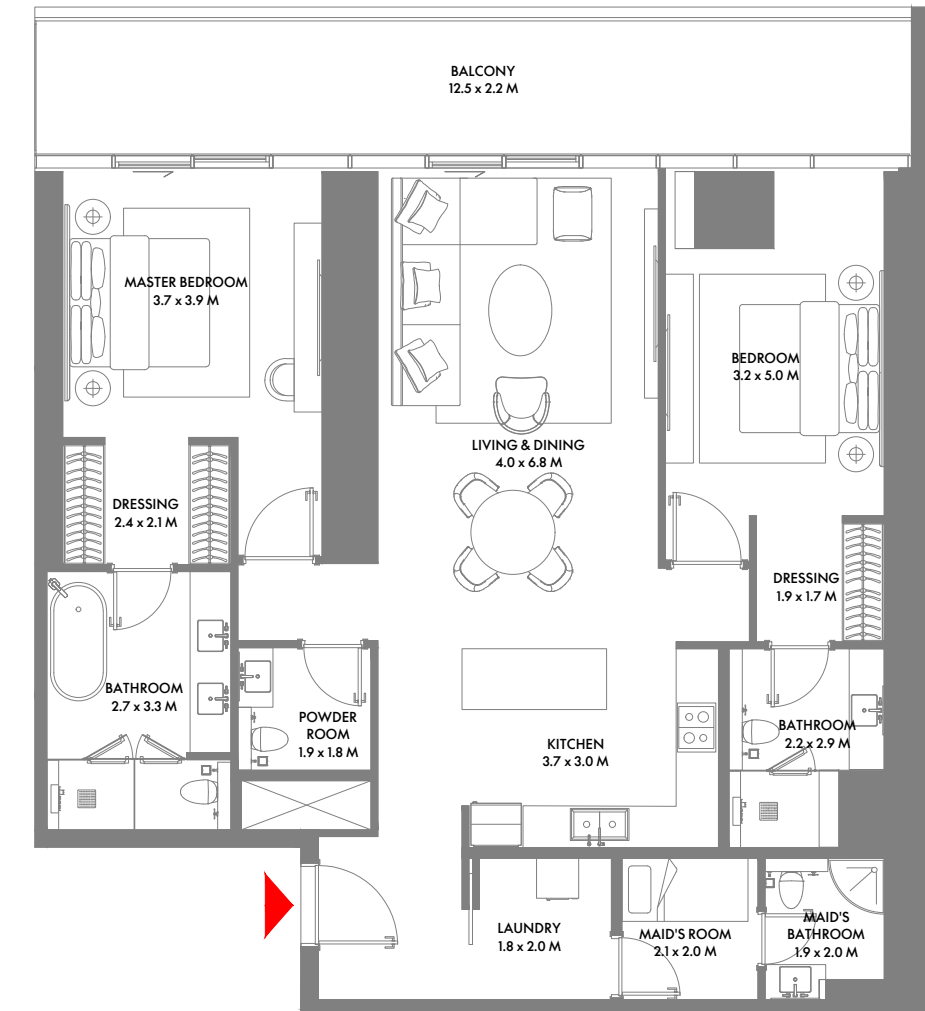 BALCONY
12.5 x 2.2 M
MASTER BEDROOM
3.7 x 3.9 M
BEDROOM
3.2 x 5.0 M
LIVING & DINING
4.0 x 6.8 M
DRESSING
2.4 x 2.1 M
DRESSING
1.9 x 1.7 M
BATHROOM
2.7 x 3.3 M
POWDER
ROOM
1.9 x 1.8 M
KITCHEN
3.7 x 3.0 M
BATHROOM
2.2 x 2.9 M
LAUNDRY
1.8 x 2.0 M
MAID'S ROOM
2.1 x 2.0 M
MAID'S
BATHROOM
1.9 x 2.0 M